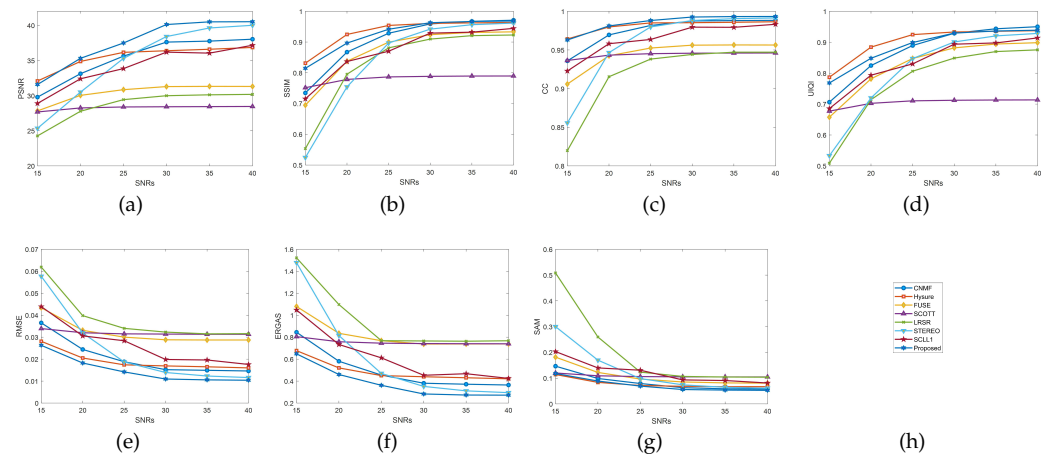 PSNR
40
35
30
25
20
15 20 25 30 35 40
SNRs
(a)
SSIM
1
0.9
0.8
0.7
0.6
0.5
15 20 25 30 35 40
SNRs
(b)
CC
1
0.95
0.9
0.85
0.8
15 20 25 30 35 40
SNRs
(c)
UIQI
1
0.9
0.8
0.7
0.6
0.5
15 20 25 30 35 40
SNRs
(d)
RMSE
0.07
0.06
0.05
0.04
0.03
0.02
0.01
0
15 20 25 30 35 40
SNRs
(e)
ERGAS
1.6
1.4
1.2
1
0.8
0.6
0.4
0.2
15 20 25 30 35 40
SNRs
(f)
SAM
0.6
0.5
0.4
0.3
0.2
0.1
0
15 20 25 30 35 40
SNRs
(g)
CNMF
Hysure
FUSE
SCOTT
LRSR
STEREO
SCLL1
Proposed
(h)